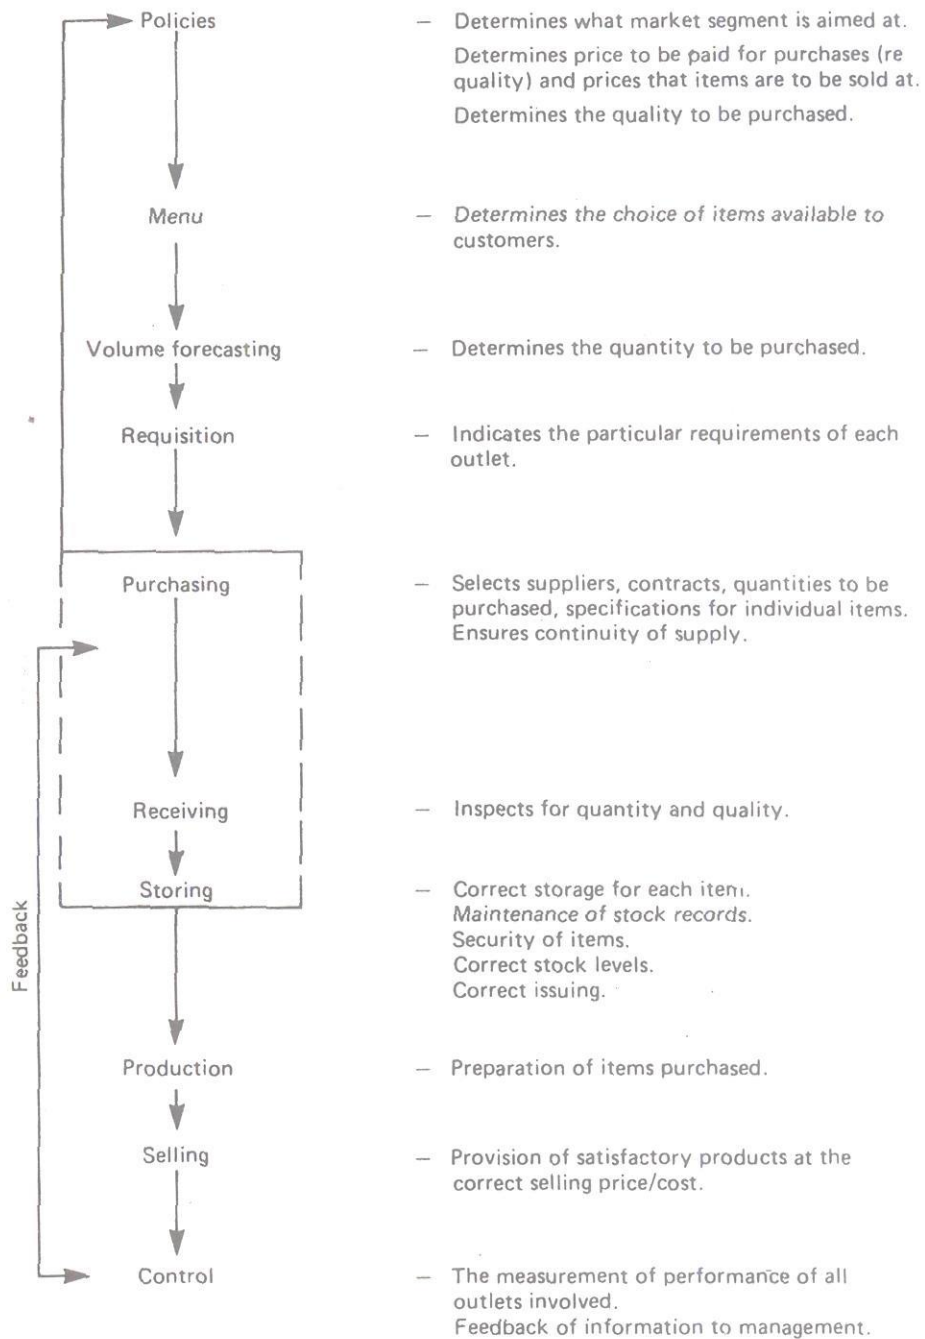 Policies
— Determines what market segment is aimed at.
Determines price to be paid for purchases (re
quality) and prices that items are to be sold at.
Determines the quality to be purchased.
Menu
— Determines the choice of items available to
customers.
Volume forecasting
— Determines the quantity to be purchased.
Requisition
— Indicates the particular requirements of each
outlet.
Purchasing
— Selects suppliers, contracts, quantities to be
purchased, specifications for individual items.
Ensures continuity of supply.
Receiving
— Inspects for quantity and quality.
Storing
— Correct storage for each item.
Maintenance of stock records.
Security of items.
Correct stock levels.
Correct issuing.
Feedback
Production
— Preparation of items purchased.
Selling
— Provision of satisfactory products at the
correct selling price/cost.
Control
— The measurement of performance of all
outlets involved.
Feedback of information to management.